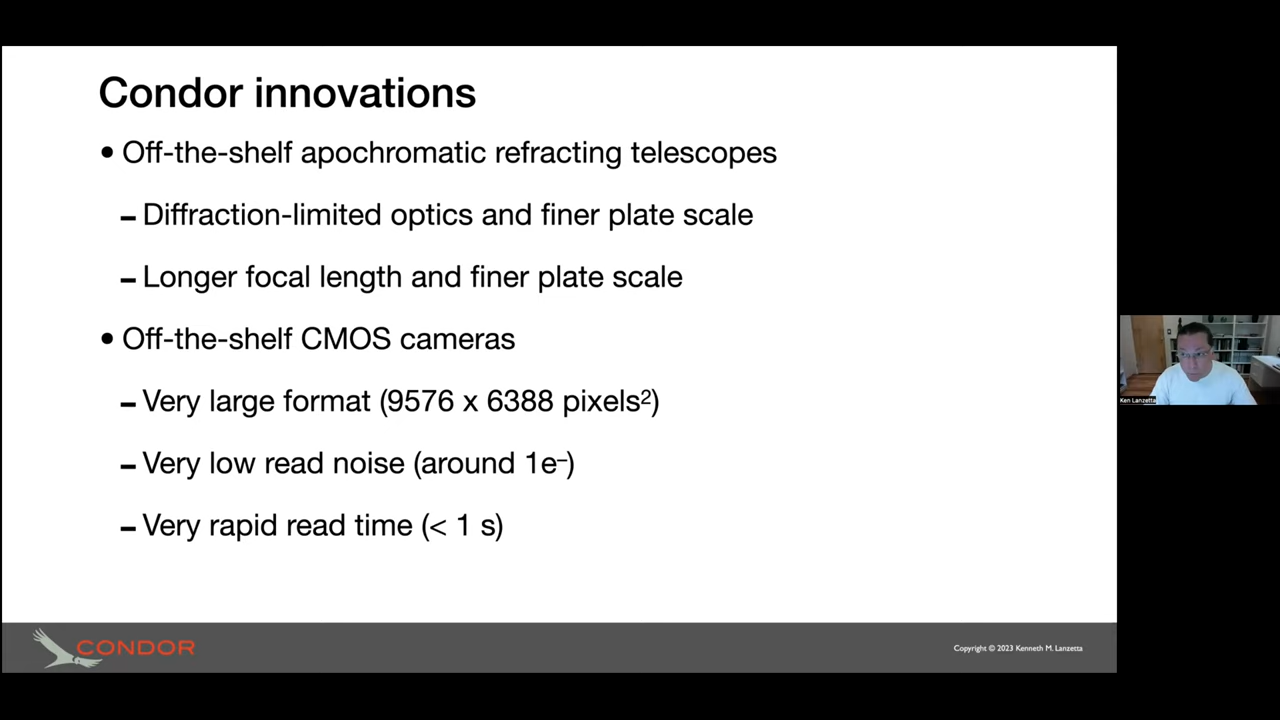 Condor innovations
• Off-the-shelf apochromatic refracting telescopes
– Diffraction-limited optics and finer plate scale
– Longer focal length and finer plate scale
• Off-the-shelf CMOS cameras
– Very large format (9576 x 6388 pixels²)
– Very low read noise (around 1e⁻)
– Very rapid read time (< 1 s)
Ken Lanzetta
CONDOR
Copyright © 2023 Kenneth M. Lanzetta